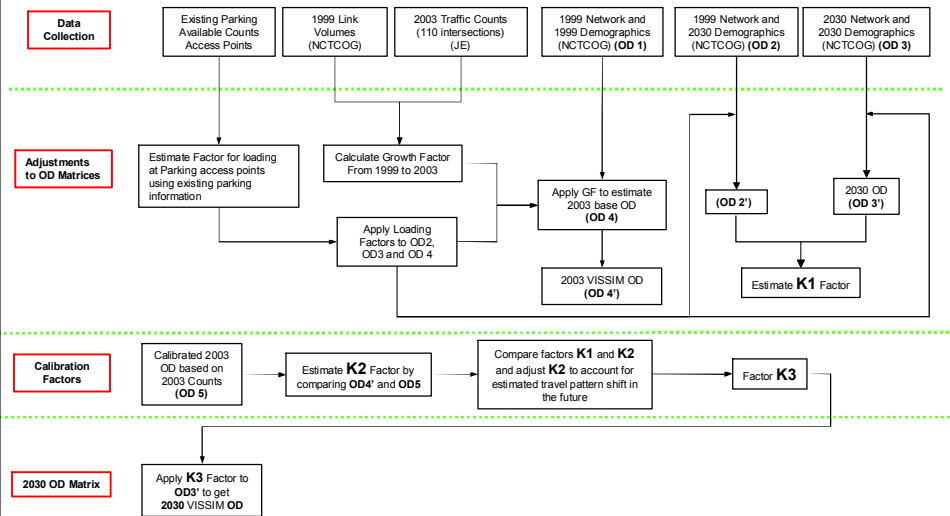 Data
Collection
Existing Parking
Available Counts
Access Points
1999 Link
Volumes
(NCTCOG)
2003 Traffic Counts
(110 intersections)
(JE)
1999 Network and
1999 Demographics
(NCTCOG) (OD 1)
1999 Network and
2030 Demographics
(NCTCOG) (OD 2)
2030 Network and
2030 Demographics
(NCTCOG) (OD 3)
Adjustments
to OD Matrices
Estimate Factor for loading
at Parking access points
using existing parking
information
Calculate Growth Factor
From 1999 to 2003
Apply Loading
Factors to OD2,
OD3 and OD 4
Apply GF to estimate
2003 base OD
(OD 4)
2003 VISSIM OD
(OD 4')
(OD 2')
2030 OD
(OD 3')
Estimate K1 Factor
Calibration
Factors
Calibrated 2003
OD based on
2003 Counts
(OD 5)
Estimate K2 Factor by
comparing OD4' and OD5
Compare factors K1 and K2
and adjust K2 to account for
estimated travel pattern shift in
the future
Factor K3
2030 OD Matrix
Apply K3 Factor to
OD3' to get
2030 VISSIM OD